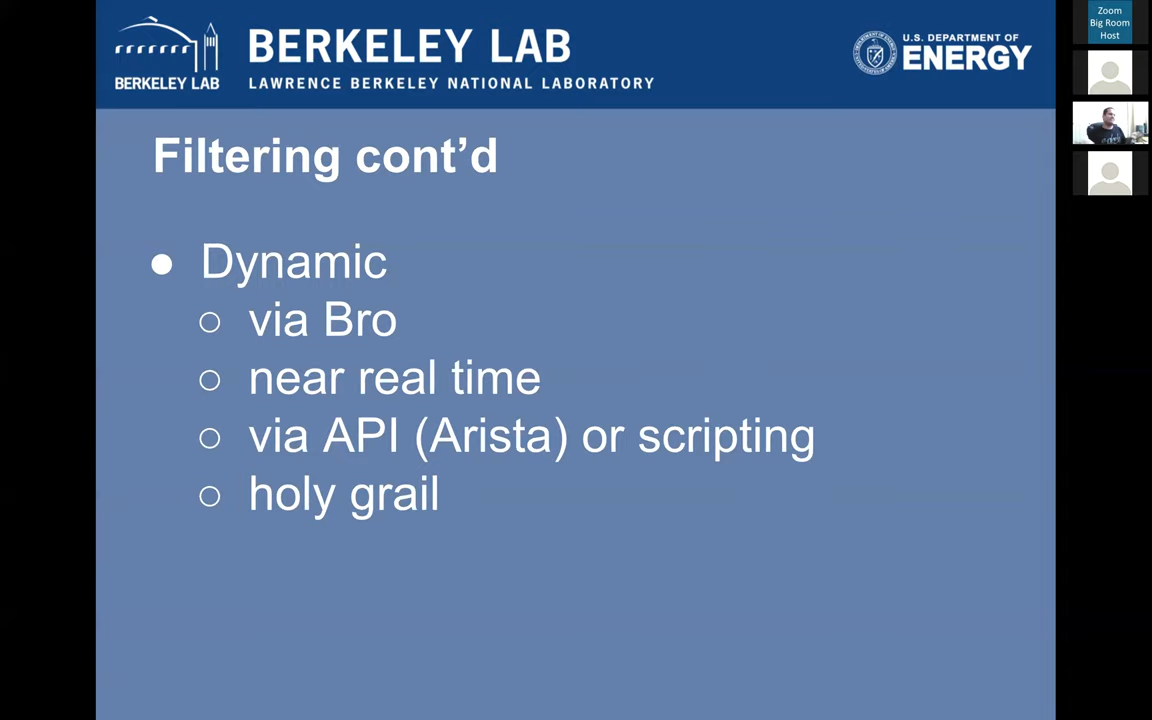 BERKELEY LAB
BERKELEY LAB
LAWRENCE BERKELEY NATIONAL LABORATORY
U.S. DEPARTMENT OF
ENERGY
Zoom
Big Room
Host
Filtering cont’d
● Dynamic
○ via Bro
○ near real time
○ via API (Arista) or scripting
○ holy grail